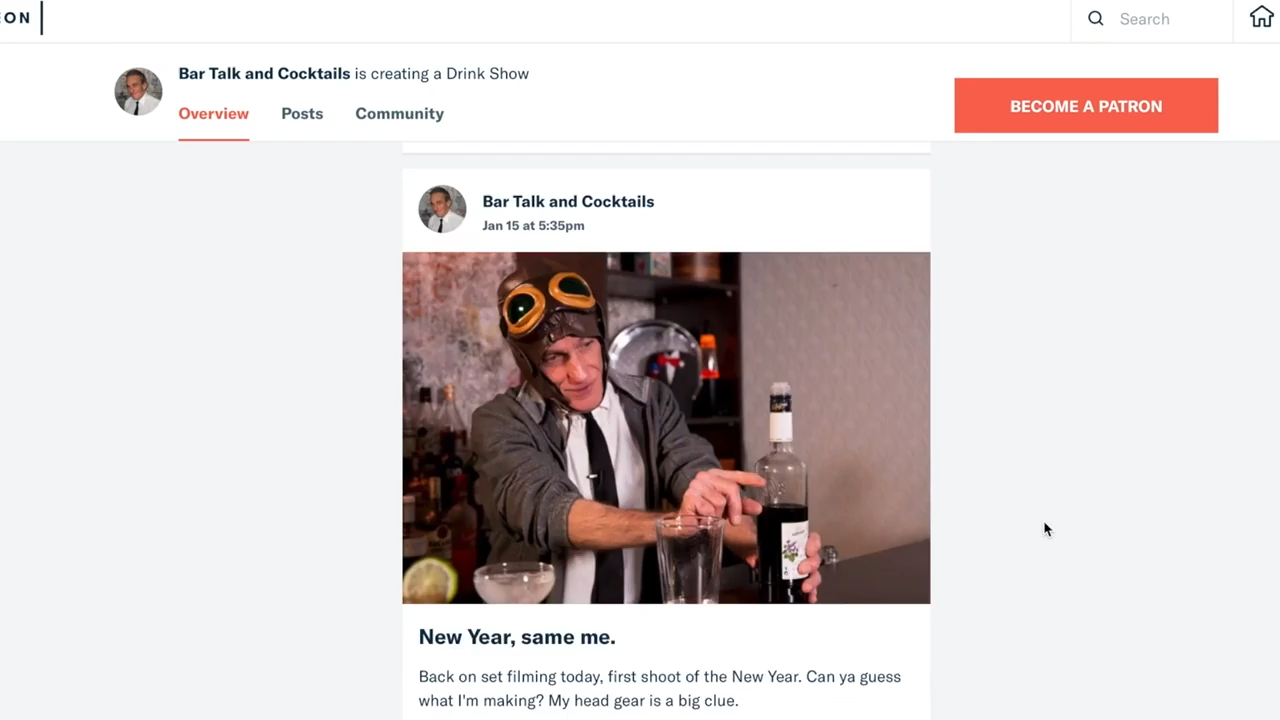 EON
Search
Bar Talk and Cocktails is creating a Drink Show
Overview
Posts
Community
BECOME A PATRON
Bar Talk and Cocktails
Jan 15 at 5:35pm
New Year, same me.
Back on set filming today, first shoot of the New Year. Can ya guess
what I'm making? My head gear is a big clue.